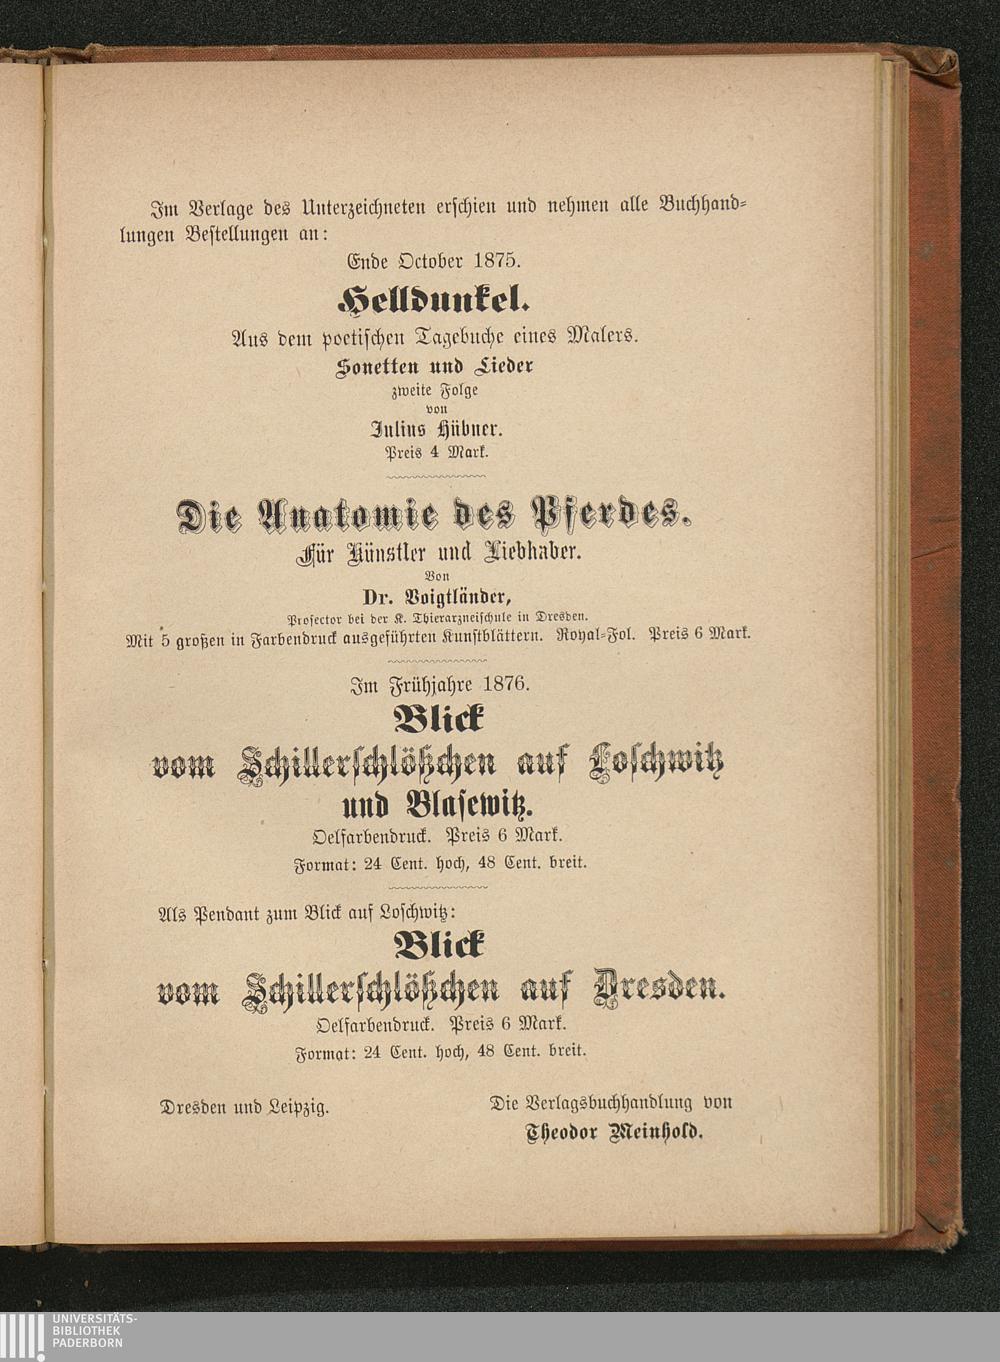 Im Verlage des Unterzeichneten erschien und nehmen alle Buchhand-
lungen Bestellungen an:
Ende October 1875.
Helldunkel.
Aus dem poetischen Tagebuche eines Malers.
Sonetten und Lieder
zweite Folge
von
Julius Hübner.
Preis 4 Mark.
Die Anatomie des Pferdes.
Für Künstler und Liebhaber.
Von
Dr. Voigtländer,
Prosector bei der K. Thierarzneischule in Dresden.
Mit 5 großen in Farbendruck ausgeführten Kunstblättern. Royal-Fol. Preis 6 Mark.
Im Frühjahre 1876.
Blick
vom Schillerschlößchen auf Loschwitz
und Blasewitz.
Oelfarbendruck. Preis 6 Mark.
Format: 24 Cent. hoch, 48 Cent. breit.
Als Pendant zum Blick auf Loschwitz:
Blick
vom Schillerschlößchen auf Dresden.
Oelfarbendruck. Preis 6 Mark.
Format: 24 Cent. hoch, 48 Cent. breit.
Dresden und Leipzig.
Die Verlagsbuchhandlung von
Theodor Meinhold.
UNIVERSITÄTS-
BIBLIOTHEK
PADERBORN